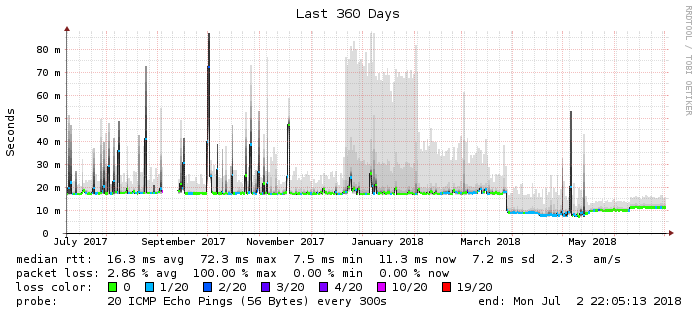 Last 360 Days
RRDTOOL / TOBI OETIKER
Seconds
80 m
70 m
60 m
50 m
40 m
30 m
20 m
10 m
0
July 2017 September 2017 November 2017 January 2018 March 2018 May 2018
median rtt: 16.3 ms avg 72.3 ms max 7.5 ms min 11.3 ms now 7.2 ms sd 2.3 am/s
packet loss: 2.86 % avg 100.00 % max 0.00 % min 0.00 % now
loss color: 0 1/20 2/20 3/20 4/20 10/20 19/20
probe: 20 ICMP Echo Pings (56 Bytes) every 300s end: Mon Jul 2 22:05:13 2018